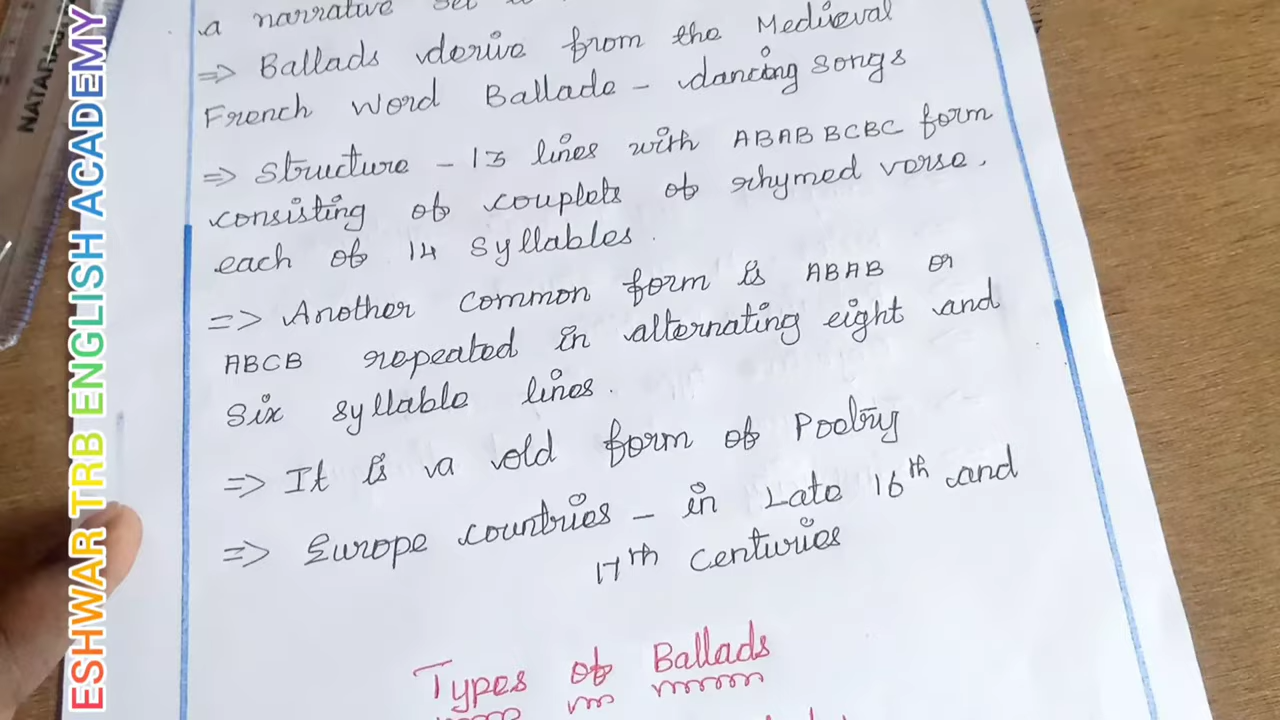 a narrative set
=> Ballads derive from the Medieval
French Word Ballade - dancing songs
=> Structure - 13 lines with ABAB BCBC form
consisting of couplets of rhymed verse.
each of 14 syllables.
=> Another common form is ABAB or
ABCB repeated in alternating eight and
six syllable lines.
=> It is a old form of Poetry
=> Europe countries - in Late 16th and
17th centuries
Types of Ballads
ESHWAR TRB ENGLISH ACADEMY